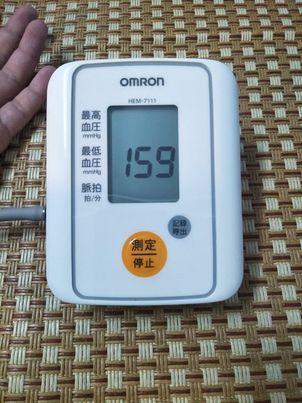 OMRON
HEM-7111
最高
血圧
mmHg
最低
血圧
mmHg
脈拍
拍/分
159
記録
呼出
測定
停止